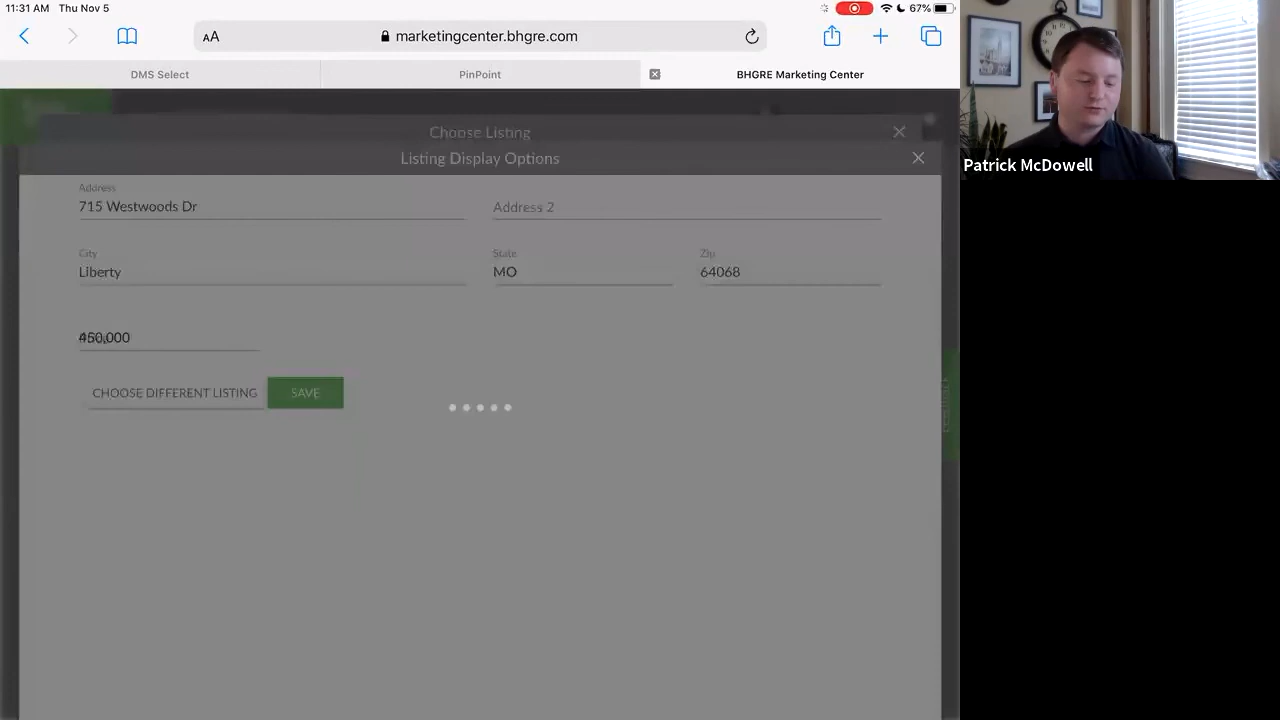 11:31 AM Thu Nov 5
67%
AA
marketingcenter.bhgre.com
DMS Select
PinPoint
BHGRE Marketing Center
Choose Listing
Listing Display Options
Address
715 Westwoods Dr
Address 2
City
Liberty
State
MO
Zip
64068
450,000
CHOOSE DIFFERENT LISTING
SAVE
Patrick McDowell